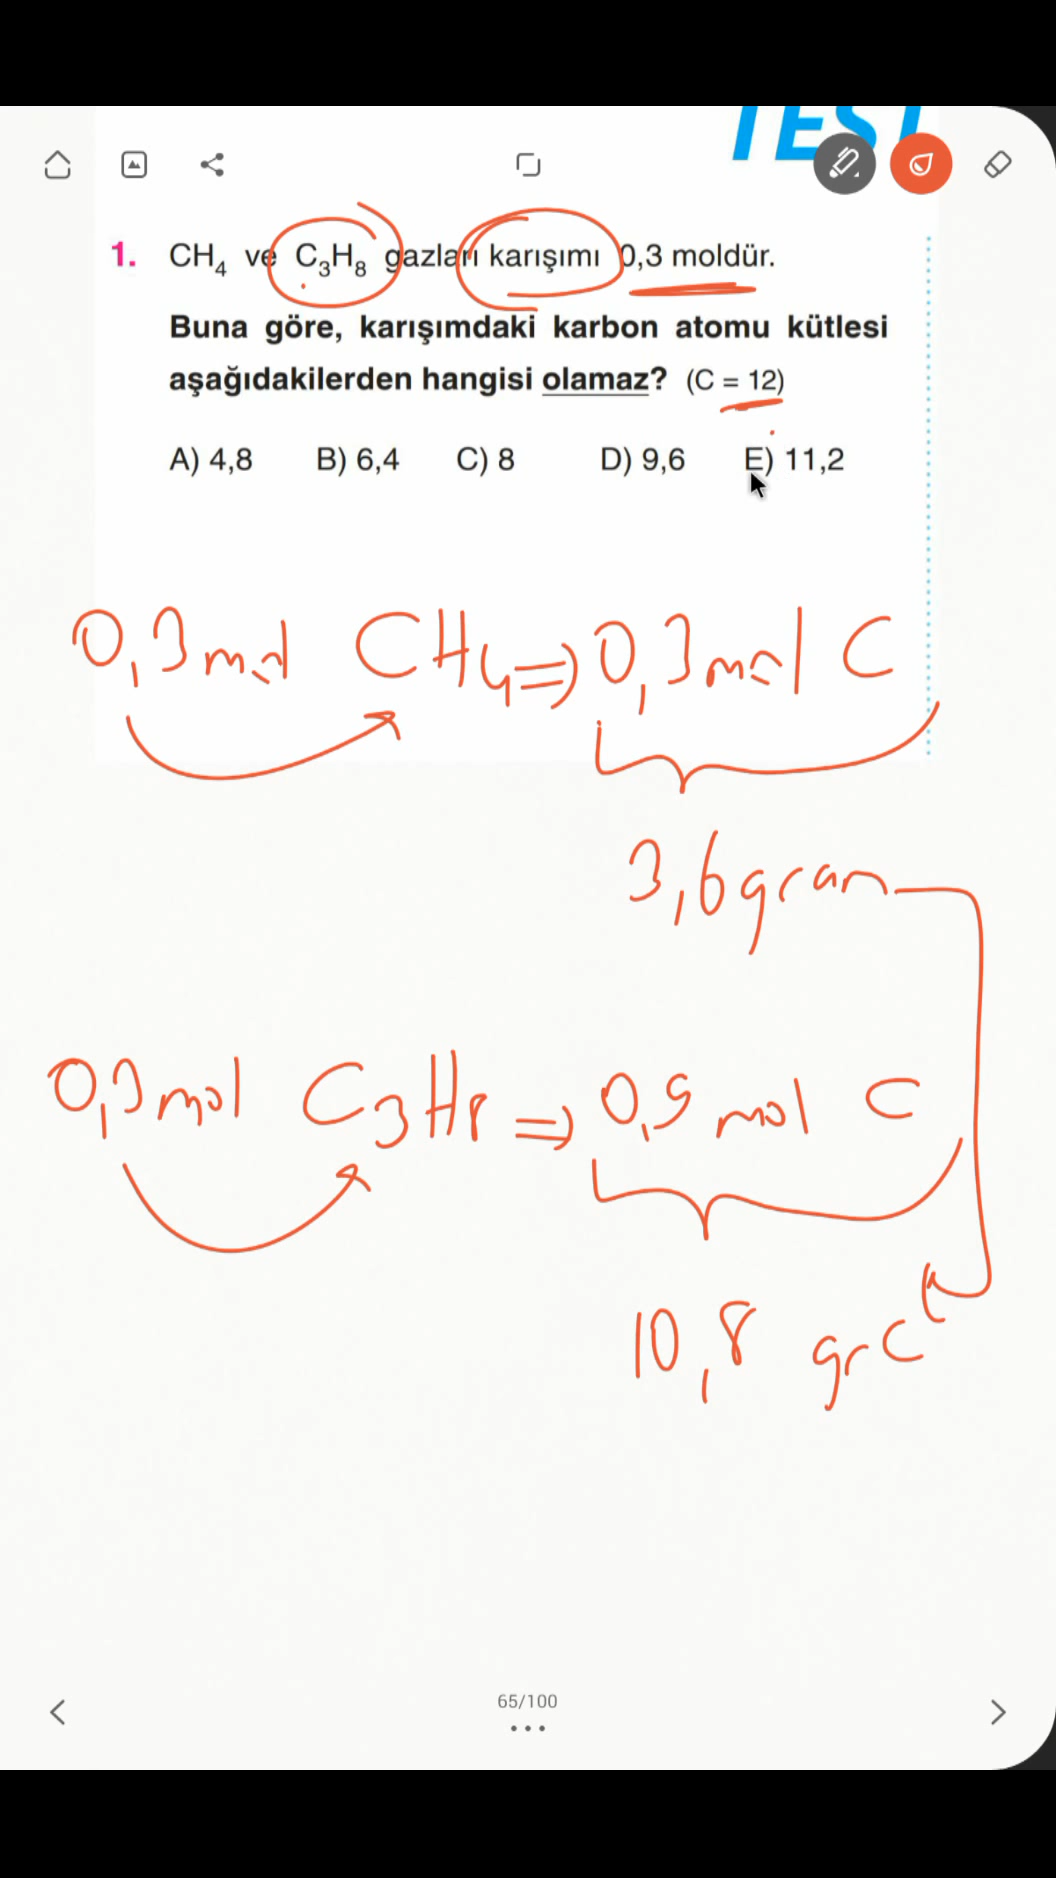 TEST
1. CH₄ ve C₃H₈ gazları karışımı 0,3 moldür.
Buna göre, karışımdaki karbon atomu kütlesi
aşağıdakilerden hangisi olamaz? (C = 12)
A) 4,8 B) 6,4 C) 8 D) 9,6 E) 11,2
0,3 mol CH₄ ⇒ 0,3 mol C
3,6 gram
0,3 mol C₃H₈ ⇒ 0,9 mol C
10,8 gr C
65/100